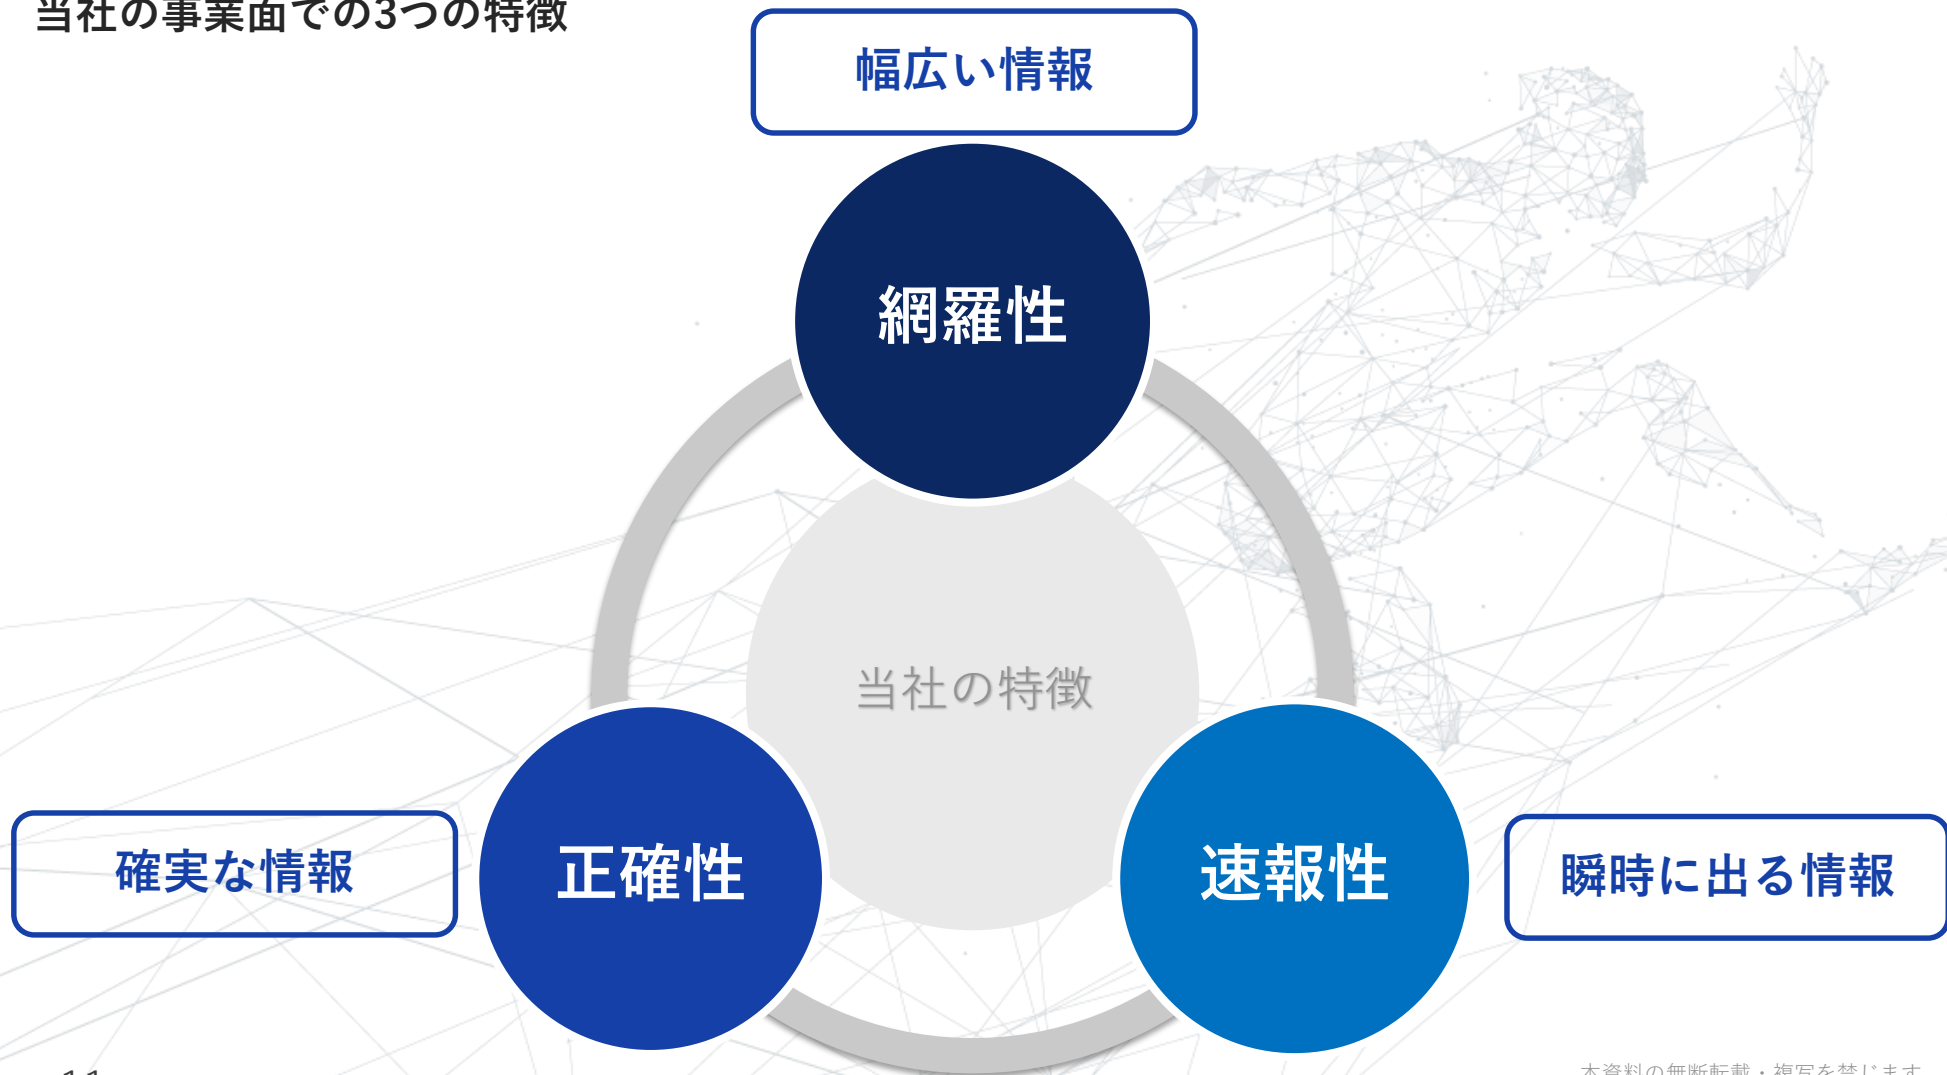 当社の事業面での3つの特徴
幅広い情報
網羅性
当社の特徴
正確性
速報性
確実な情報
瞬時に出る情報
11
本資料の無断転載・複写を禁じます